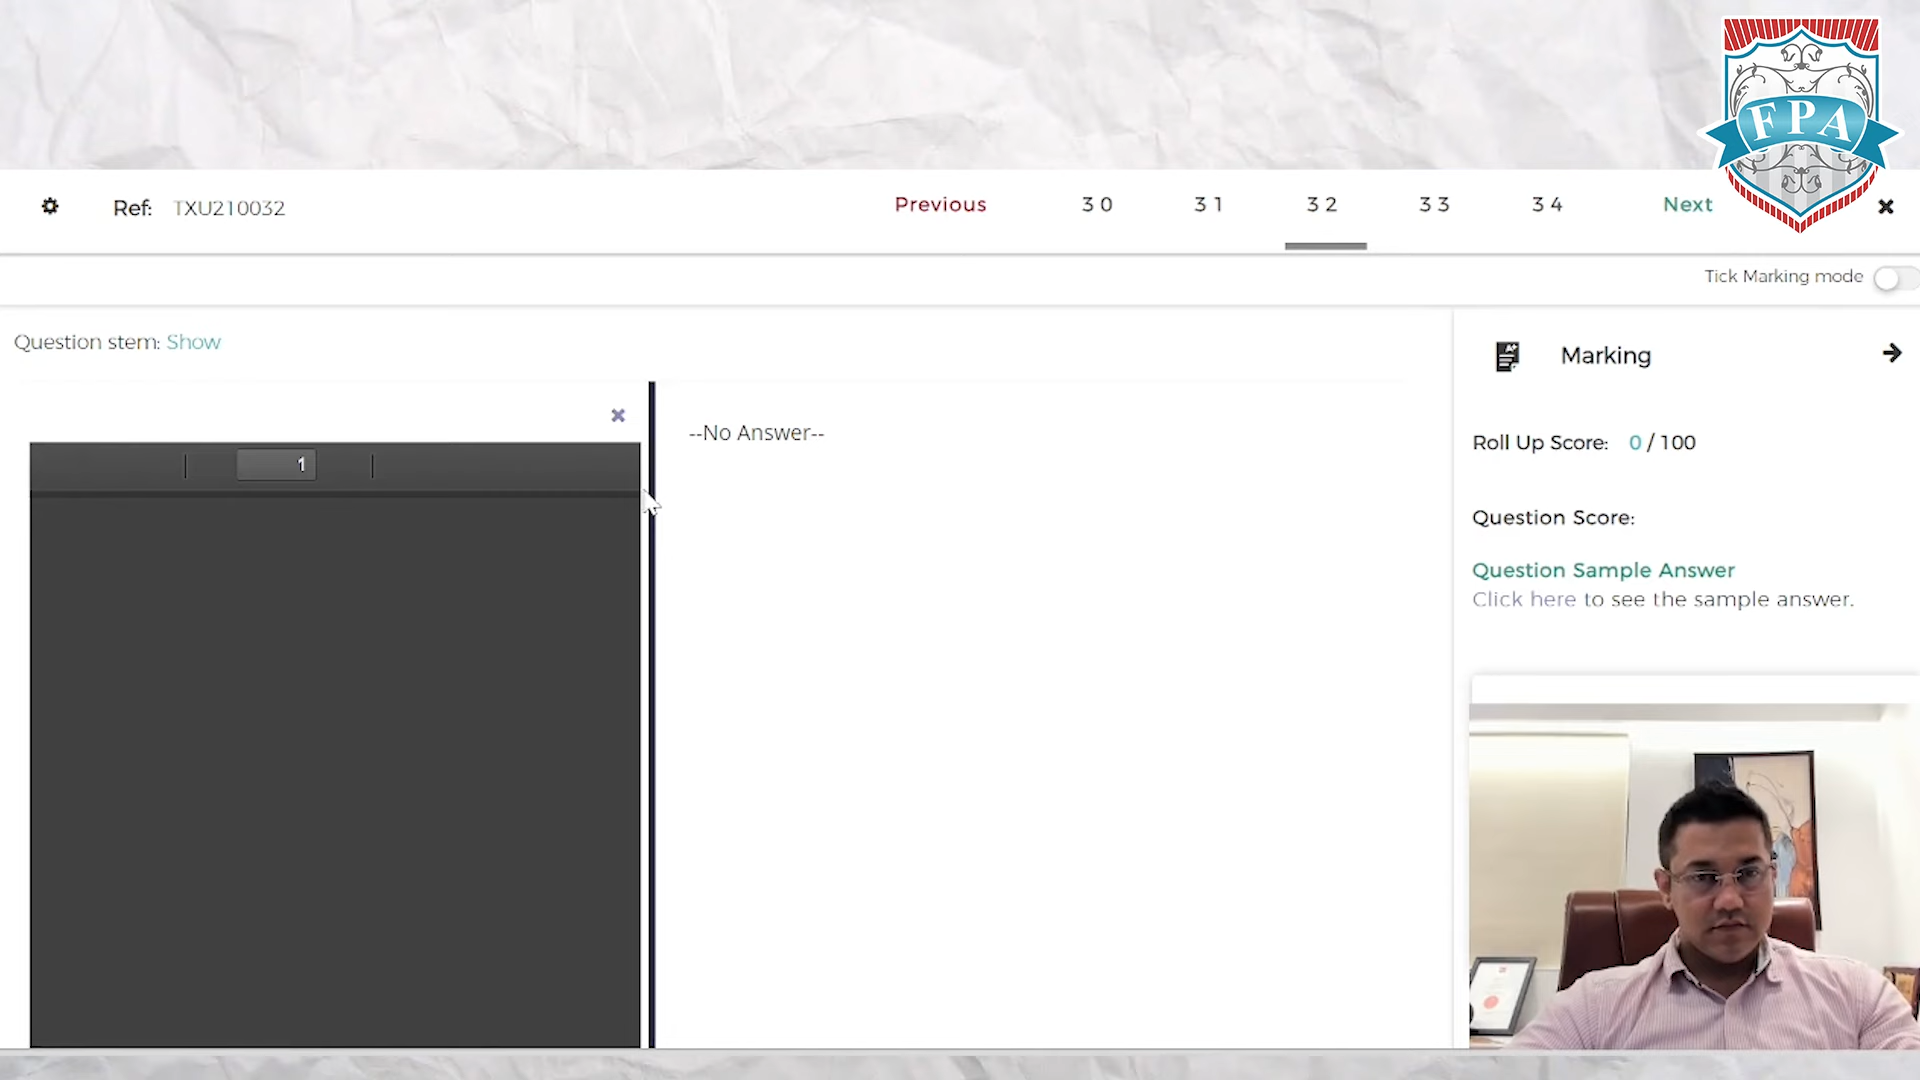 FPA
Ref: TXU210032
Previous 30 31 32 33 34 Next
Tick Marking mode
Question stem: Show
Marking
1
--No Answer--
Roll Up Score: 0 / 100
Question Score:
Question Sample Answer
Click here to see the sample answer.